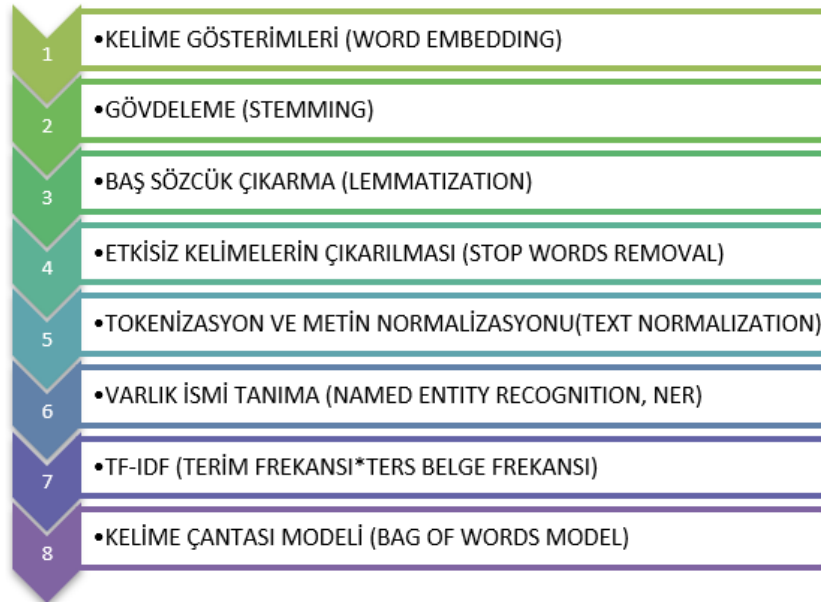 1
•KELİME GÖSTERİMLERİ (WORD EMBEDDING)
2
•GÖVDELEME (STEMMING)
3
•BAŞ SÖZCÜK ÇIKARMA (LEMMATIZATION)
4
•ETKİSİZ KELİMELERİN ÇIKARILMASI (STOP WORDS REMOVAL)
5
•TOKENİZASYON VE METİN NORMALİZASYONU(TEXT NORMALIZATION)
6
•VARLIK İSMİ TANIMA (NAMED ENTITY RECOGNITION, NER)
7
•TF-IDF (TERİM FREKANSI*TERS BELGE FREKANSI)
8
•KELİME ÇANTASI MODELİ (BAG OF WORDS MODEL)